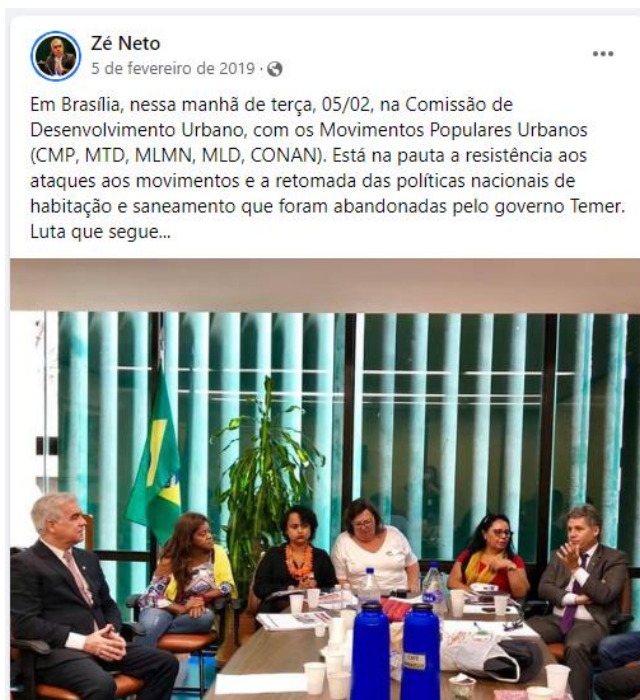 Zé Neto
5 de fevereiro de 2019 ·
Em Brasília, nessa manhã de terça, 05/02, na Comissão de
Desenvolvimento Urbano, com os Movimentos Populares Urbanos
(CMP, MTD, MLMN, MLD, CONAN). Está na pauta a resistência aos
ataques aos movimentos e a retomada das políticas nacionais de
habitação e saneamento que foram abandonadas pelo governo Temer.
Luta que segue...